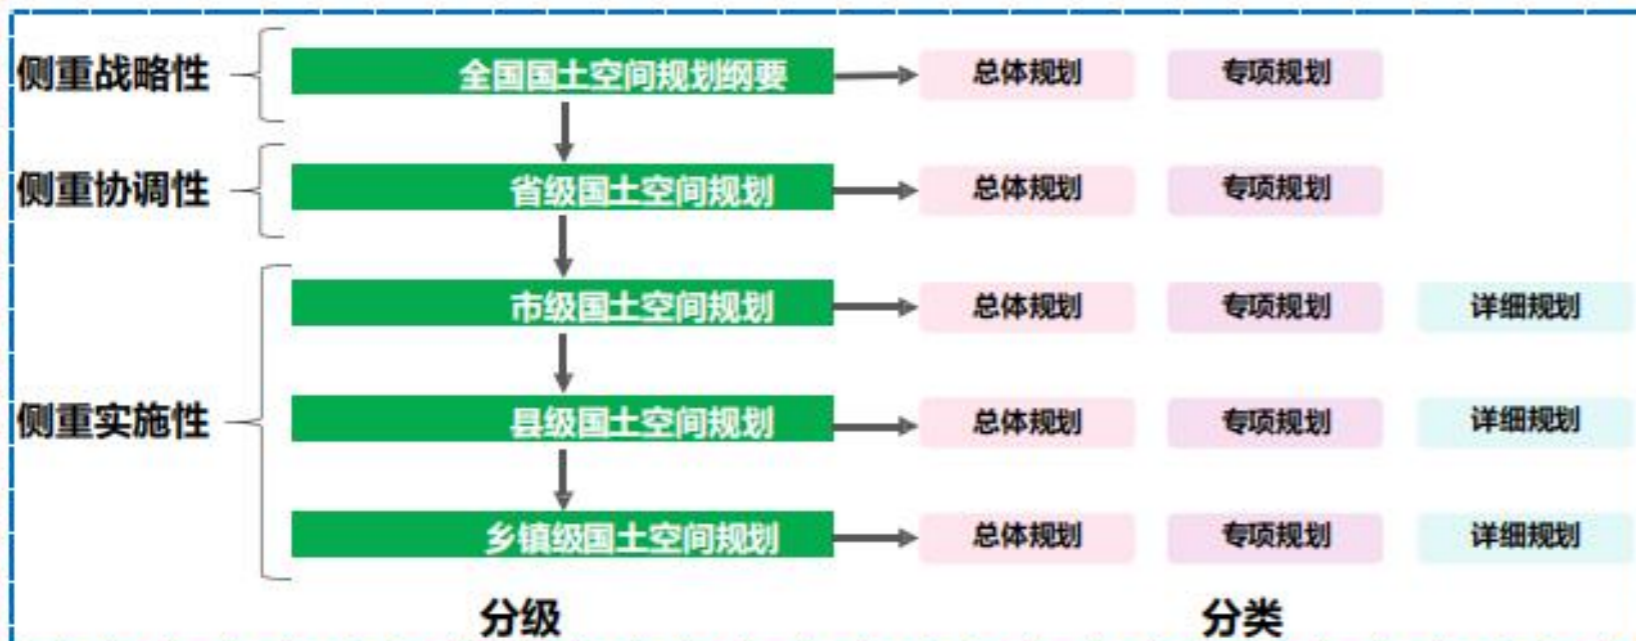 侧重战略性 全国国土空间规划纲要 总体规划 专项规划
侧重协调性 省级国土空间规划 总体规划 专项规划
市级国土空间规划 总体规划 专项规划 详细规划
侧重实施性 县级国土空间规划 总体规划 专项规划 详细规划
乡镇级国土空间规划 总体规划 专项规划 详细规划
分级 分类